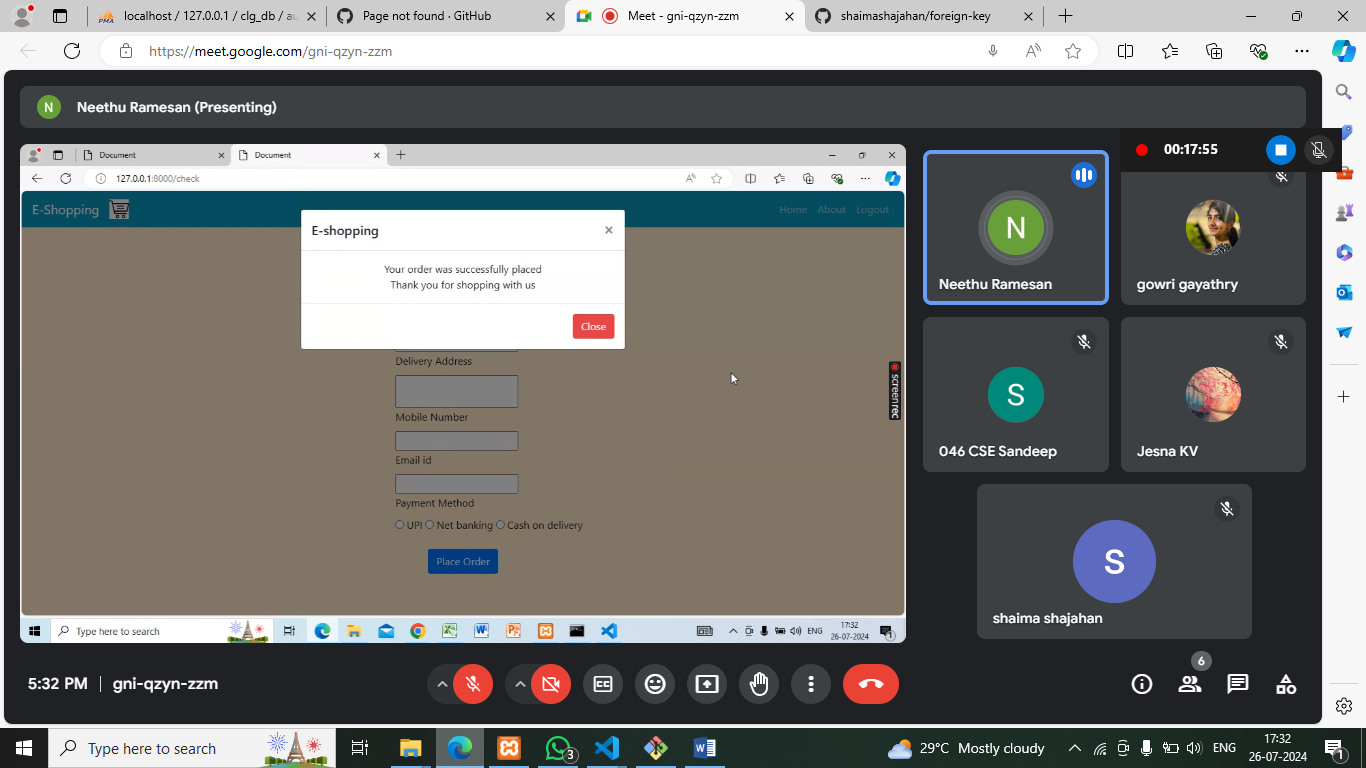 localhost / 127.0.0.1 / clg_db / au
Page not found · GitHub
Meet - gni-qzyn-zzm
shaimashajahan/foreign-key
https://meet.google.com/gni-qzyn-zzm
N Neethu Ramesan (Presenting)
00:17:55
Document
Document
127.0.0.1:8000/check
E-Shopping
Home About Logout
E-shopping
Your order was successfully placed
Thank you for shopping with us
Close
Delivery Address
Mobile Number
Email id
Payment Method
UPI Net banking Cash on delivery
Place Order
screenrec
Type here to search
ENG
17:32
26-07-2024
1
N
Neethu Ramesan
gowri gayathry
S
046 CSE Sandeep
Jesna KV
S
shaima shajahan
5:32 PM | gni-qzyn-zzm
6
Type here to search
3
29°C Mostly cloudy
ENG
17:32
26-07-2024
1